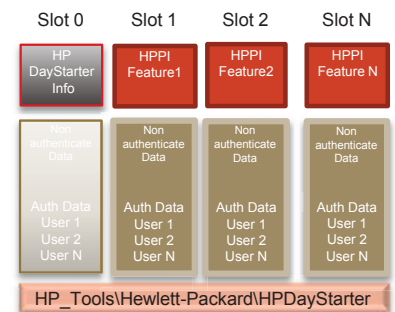 Slot 0 Slot 1 Slot 2 Slot N
HP DayStarter Info
HPPI Feature1
HPPI Feature2
HPPI Feature N
Non authenticate Data
Auth Data
User 1
User 2
User N
Non authenticate Data
Auth Data
User 1
User 2
User N
Non authenticate Data
Auth Data
User 1
User 2
User N
Non authenticate Data
Auth Data
User 1
User 2
User N
HP_Tools\Hewlett-Packard\HPDayStarter